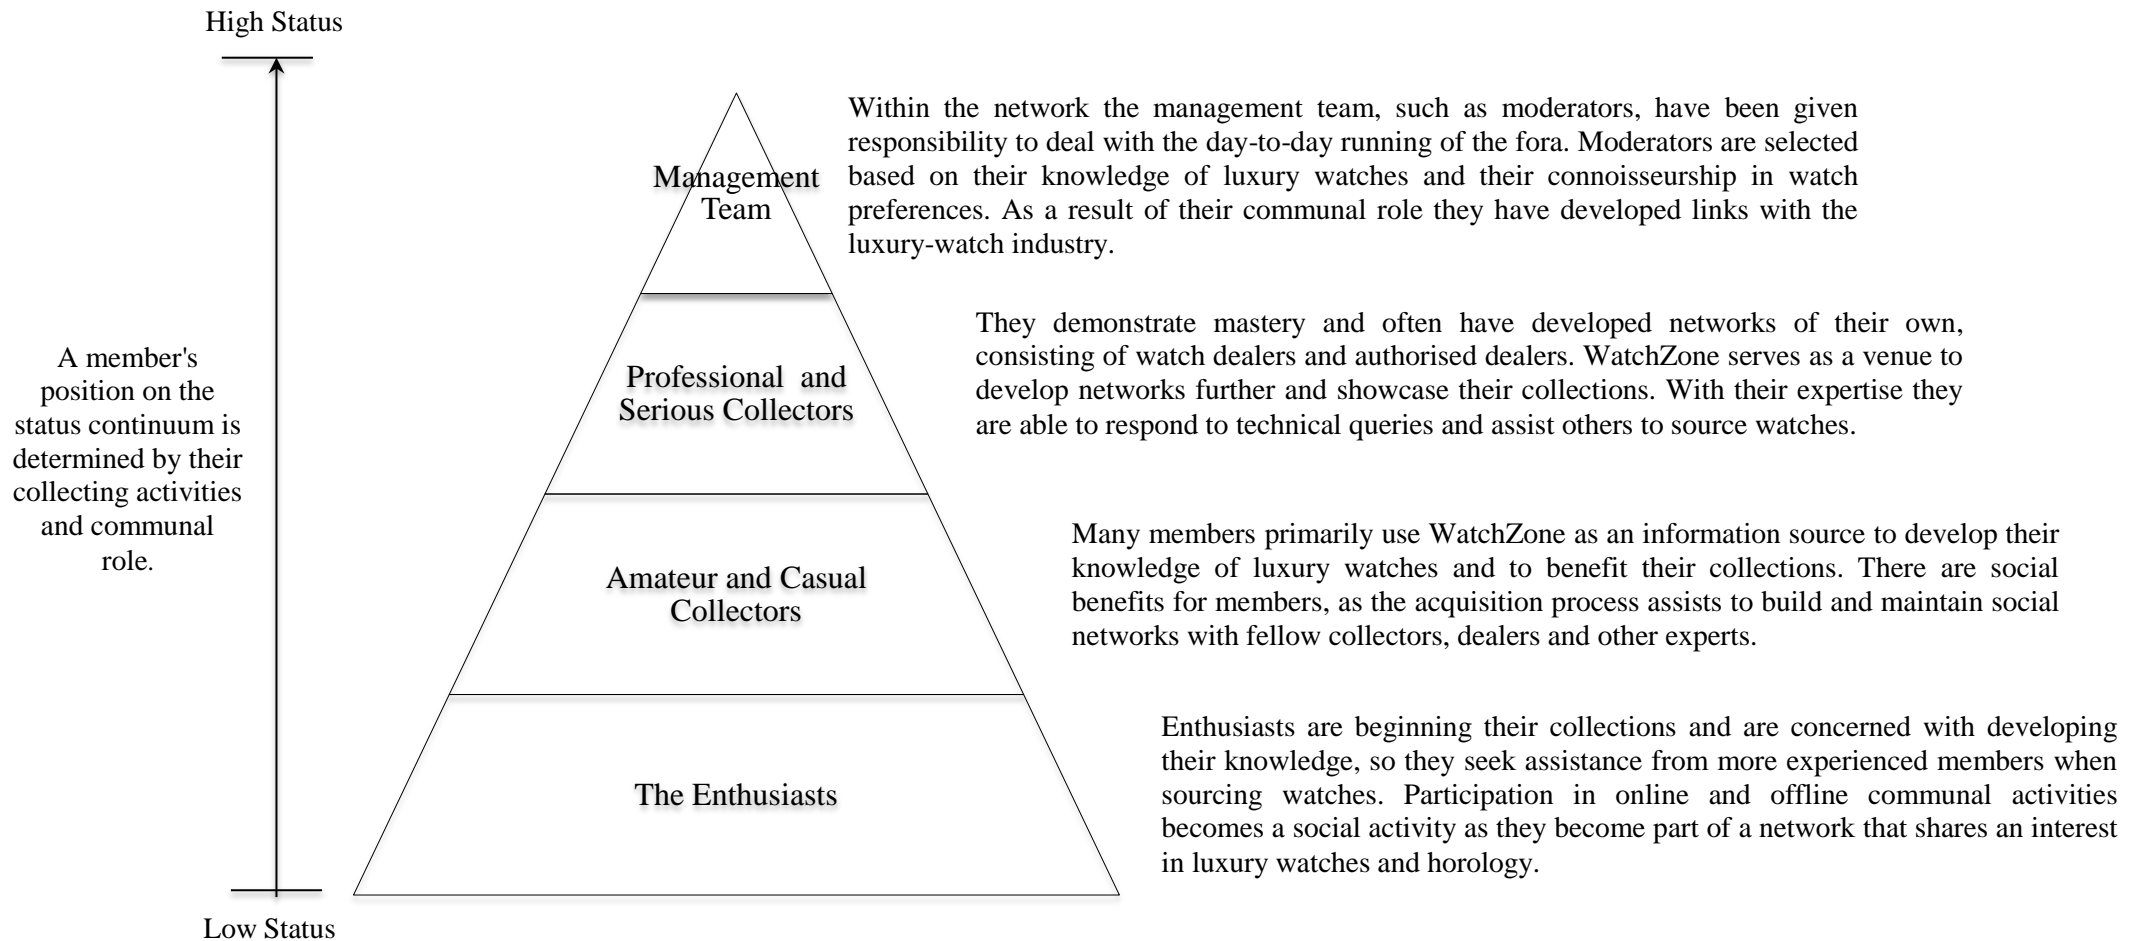 High Status
Within the network the management team, such as moderators, have been given
responsibility to deal with the day-to-day running of the fora. Moderators are selected
based on their knowledge of luxury watches and their connoisseurship in watch
preferences. As a result of their communal role they have developed links with the
luxury-watch industry.
Management
Team
They demonstrate mastery and often have developed networks of their own,
consisting of watch dealers and authorised dealers. WatchZone serves as a venue to
develop networks further and showcase their collections. With their expertise they
are able to respond to technical queries and assist others to source watches.
Professional and
Serious Collectors
A member's
position on the
status continuum is
determined by their
collecting activities
and communal
role.
Many members primarily use WatchZone as an information source to develop their
knowledge of luxury watches and to benefit their collections. There are social
benefits for members, as the acquisition process assists to build and maintain social
networks with fellow collectors, dealers and other experts.
Amateur and Casual
Collectors
Enthusiasts are beginning their collections and are concerned with developing
their knowledge, so they seek assistance from more experienced members when
sourcing watches. Participation in online and offline communal activities
becomes a social activity as they become part of a network that shares an interest
in luxury watches and horology.
The Enthusiasts
Low Status